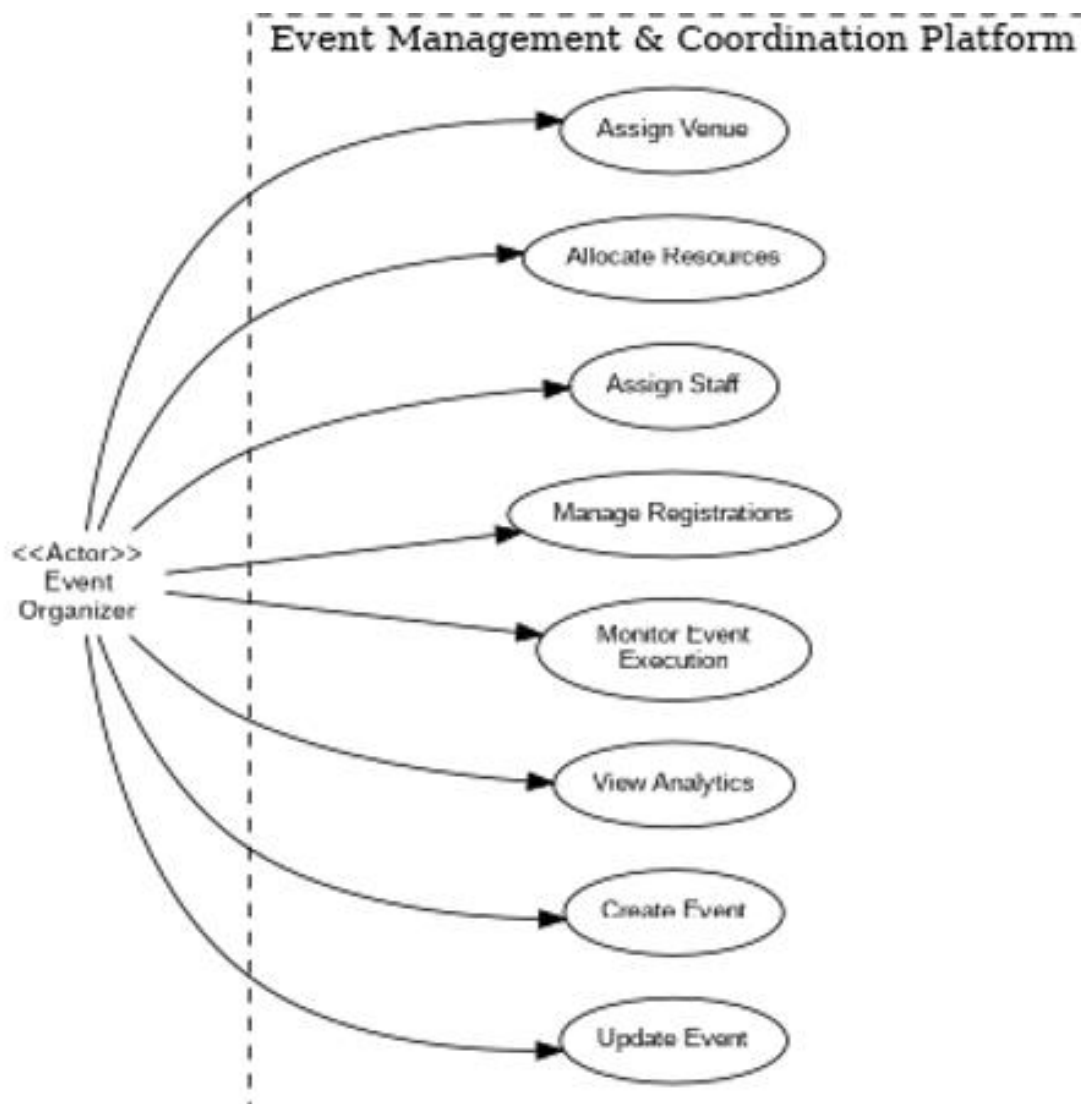 Event Management & Coordination Platform
Assign Venue
Allocate Resources
Assign Staff
Manage Registrations
<<Actor>>
Event
Organizer
Monitor Event
Execution
View Analytics
Create Event
Update Event